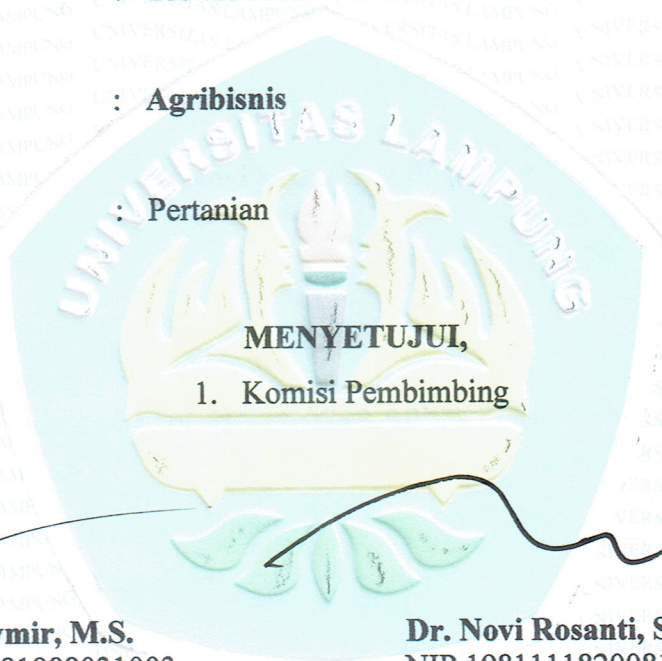 : Agribisnis
: Pertanian
UNIVERSITAS LAMPUNG
MENYETUJUI,
1. Komisi Pembimbing
M.S.
Dr. Novi Rosanti,